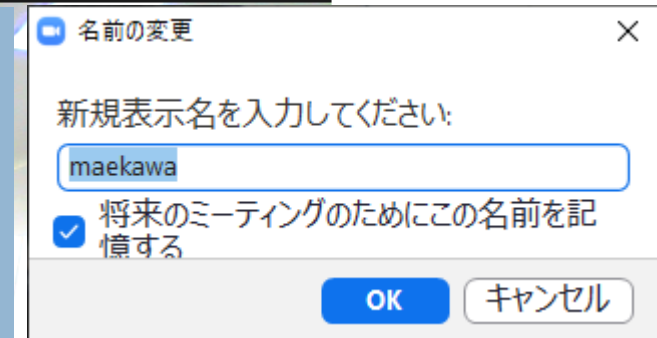 名前の変更
新規表示名を入力してください:
maekawa
将来のミーティングのためにこの名前を記
憶する
OK
キャンセル